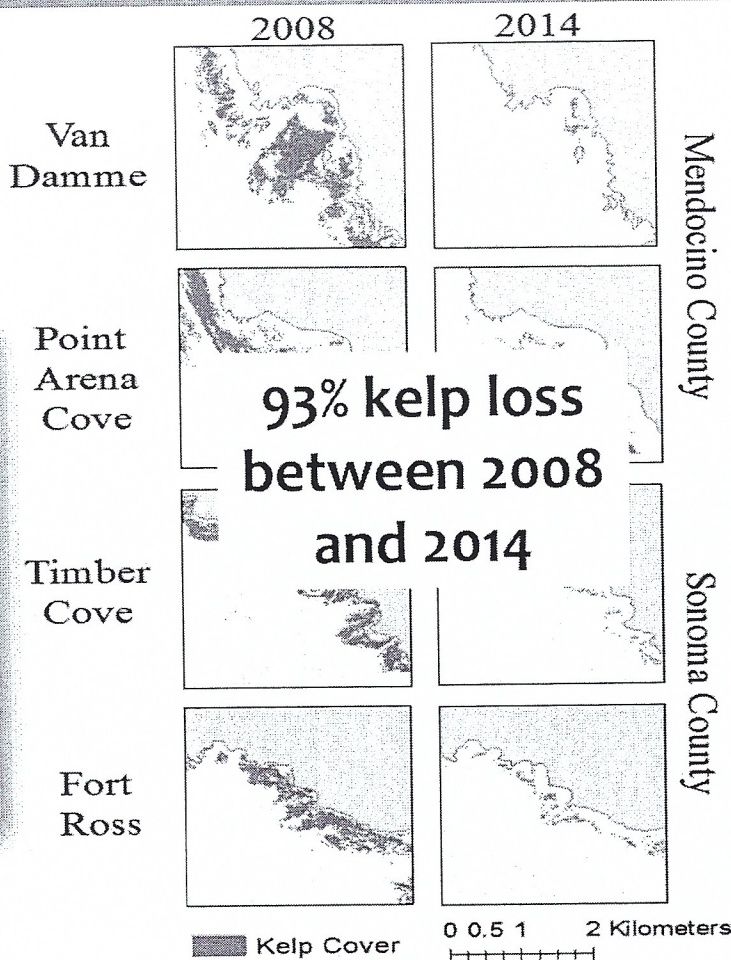 2008 2014
Van
Damme
Mendocino County
Point
Arena
Cove
93% kelp loss
between 2008
and 2014
Timber
Cove
Sonoma County
Fort
Ross
Kelp Cover
0 0.5 1 2 Kilometers